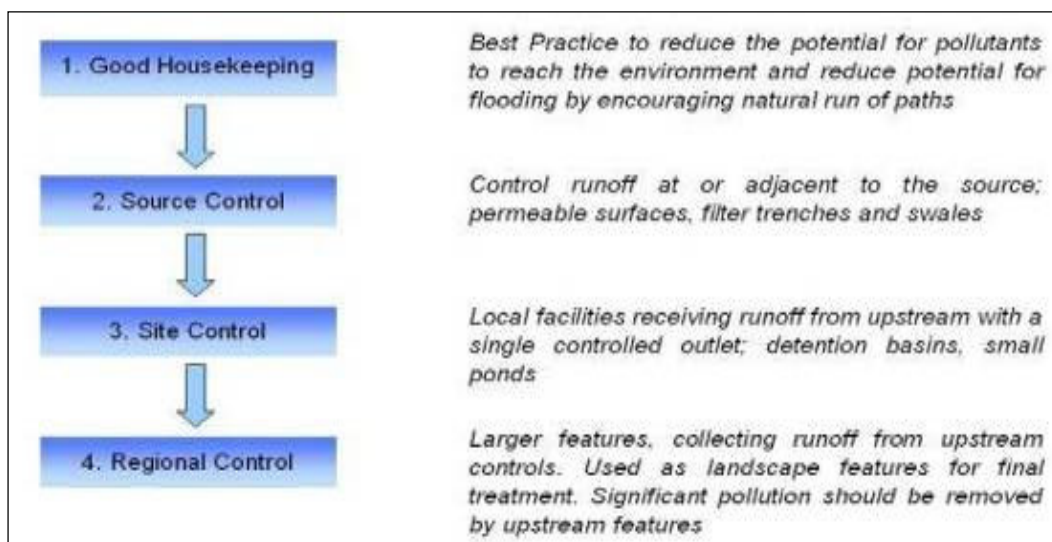 1. Good Housekeeping
Best Practice to reduce the potential for pollutants
to reach the environment and reduce potential for
flooding by encouraging natural run of paths
2. Source Control
Control runoff at or adjacent to the source;
permeable surfaces, filter trenches and swales
3. Site Control
Local facilities receiving runoff from upstream with a
single controlled outlet; detention basins, small
ponds
4. Regional Control
Larger features, collecting runoff from upstream
controls. Used as landscape features for final
treatment. Significant pollution should be removed
by upstream features